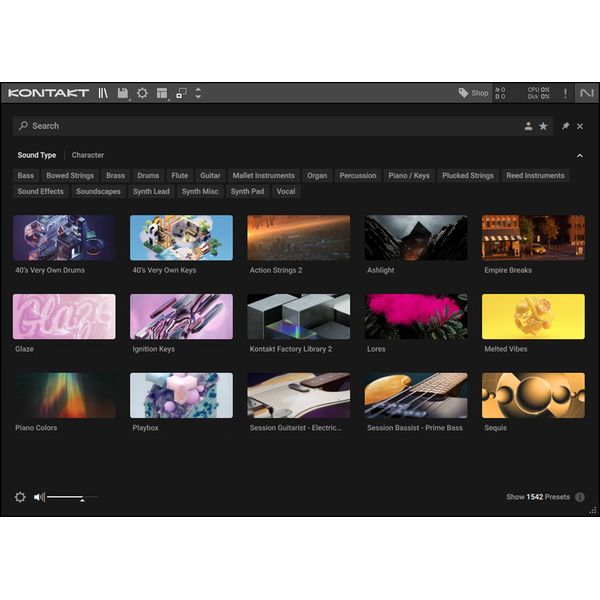 KONTAKT Shop 0 0 CPU 0% Disk 0% !
Search
Sound Type Character
Bass Bowed Strings Brass Drums Flute Guitar Mallet Instruments Organ Percussion Piano / Keys Plucked Strings Reed Instruments
Sound Effects Soundscapes Synth Lead Synth Misc Synth Pad Vocal
40's Very Own Drums 40's Very Own Keys Action Strings 2 Ashlight Empire Breaks
Glaze
Glaze Ignition Keys Kontakt Factory Library 2 Lores Melted Vibes
Piano Colors Playbox Session Guitarist - Electric... Session Bassist - Prime Bass Sequis
Show 1542 Presets